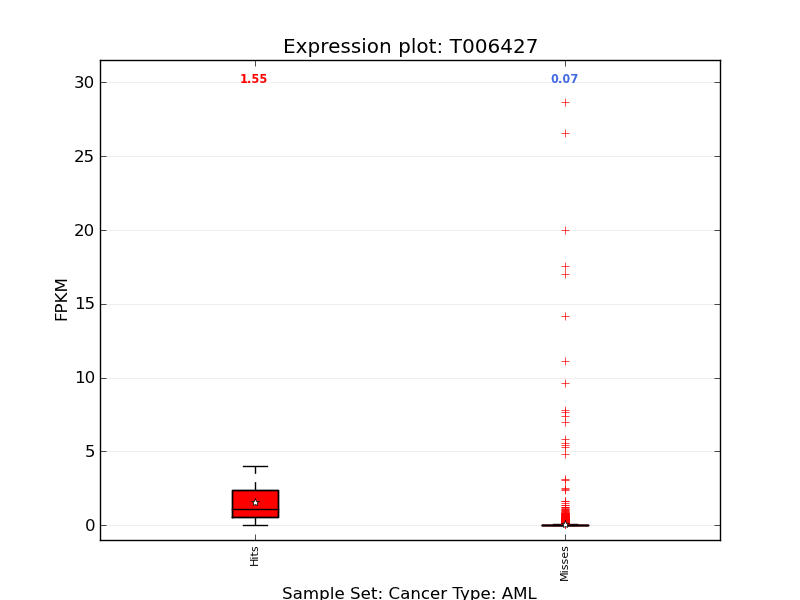 Expression plot: T006427
1.55
0.07
30
25
20
15
10
5
0
FPKM
Hits
Misses
Sample Set: Cancer Type: AML